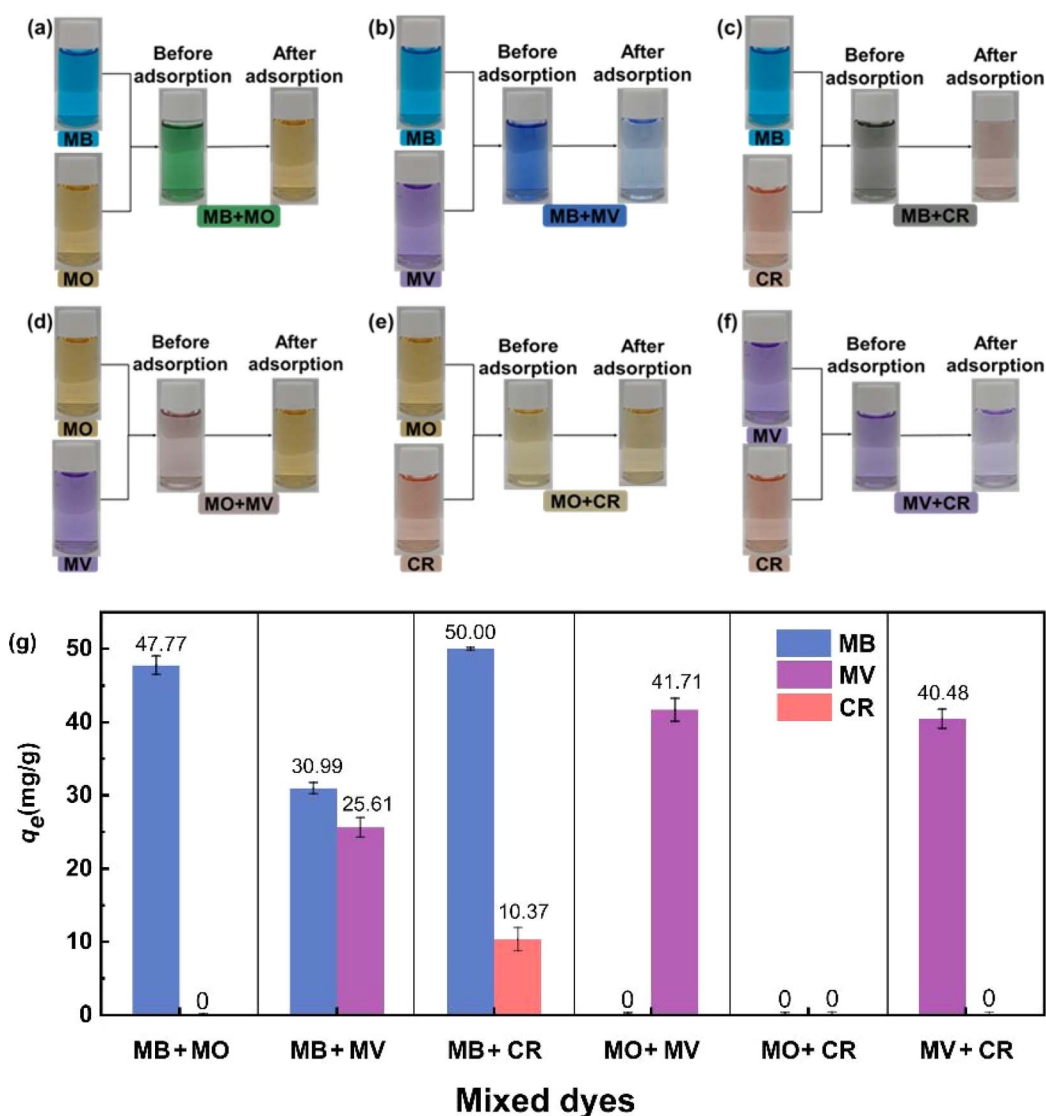 (a)
Before
adsorption
After
adsorption
MB
MO
MB+MO
(b)
Before
adsorption
After
adsorption
MB
MV
MB+MV
(c)
Before
adsorption
After
adsorption
MB
CR
MB+CR
(d)
Before
adsorption
After
adsorption
MO
MV
MO+MV
(e)
Before
adsorption
After
adsorption
MO
CR
MO+CR
(f)
Before
adsorption
After
adsorption
MV
CR
MV+CR
(g)
qe(mg/g)
50
40
30
20
10
0
47.77
0
30.99
25.61
50.00
10.37
0
41.71
0
0
40.48
0
MB
MV
CR
MB + MO
MB + MV
MB + CR
MO + MV
MO + CR
MV + CR
Mixed dyes